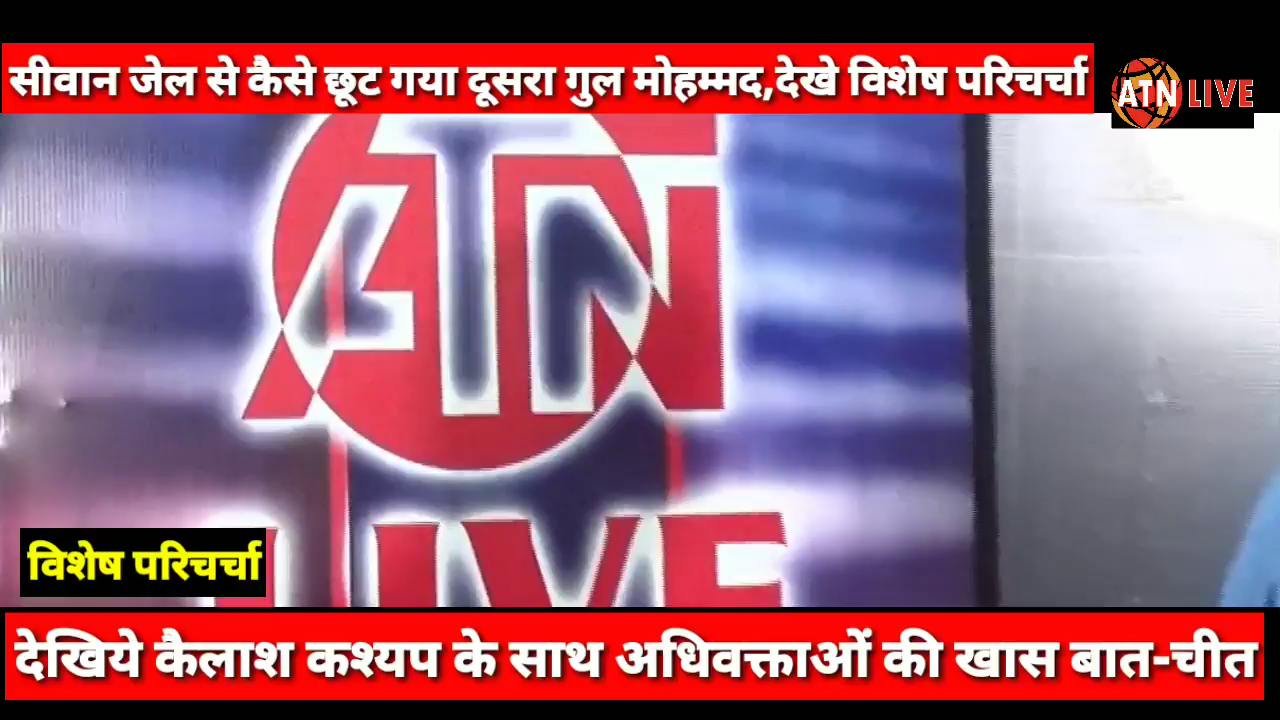 सीवान जेल से कैसे छूट गया दूसरा गुल मोहम्मद,देखे विशेष परिचर्चा
ATN LIVE
ATN
LIVE
विशेष परिचर्चा
देखिये कैलाश कश्यप के साथ अधिवक्ताओं की खास बात-चीत